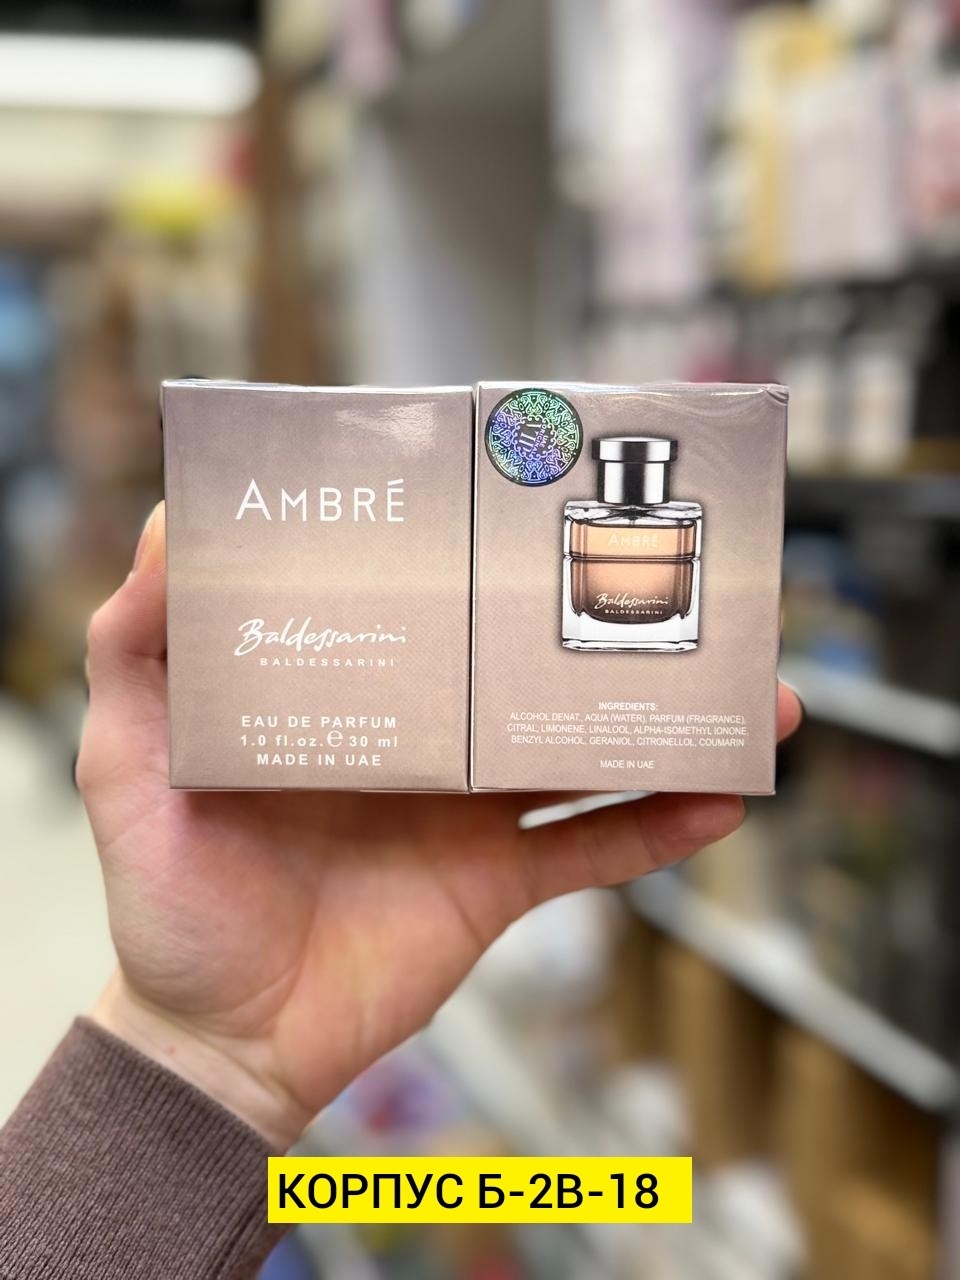 AMBRÉ
Baldessarini
BALDESSARINI
EAU DE PARFUM
1.0 fl.oz.℮ 30 ml
MADE IN UAE
AMBRÉ
Baldessarini
BALDESSARINI
INGREDIENTS:
ALCOHOL DENAT., AQUA (WATER), PARFUM (FRAGRANCE),
CITRAL, LIMONENE, LINALOOL, ALPHA-ISOMETHYL IONONE,
BENZYL ALCOHOL, GERANIOL, CITRONELLOL, COUMARIN
MADE IN UAE
КОРПУС Б-2В-18